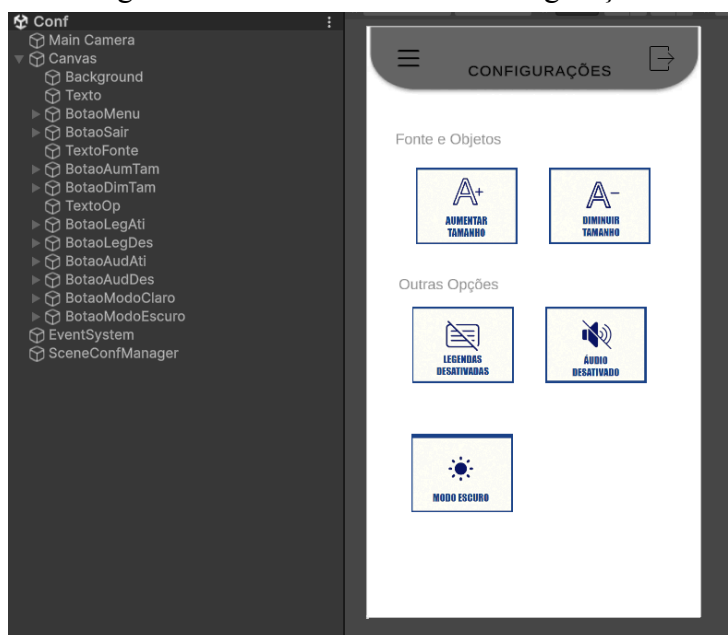 Conf
Main Camera
Canvas
Background
Texto
BotaoMenu
BotaoSair
TextoFonte
BotaoAumTam
BotaoDimTam
TextoOp
BotaoLegAti
BotaoLegDes
BotaoAudAti
BotaoAudDes
BotaoModoClaro
BotaoModoEscuro
EventSystem
SceneConfManager
CONFIGURAÇÕES
Fonte e Objetos
A+
AUMENTAR
TAMANHO
A-
DIMINUIR
TAMANHO
Outras Opções
LEGENDAS
DESATIVADAS
ÁUDIO
DESATIVADO
MODO ESCURO